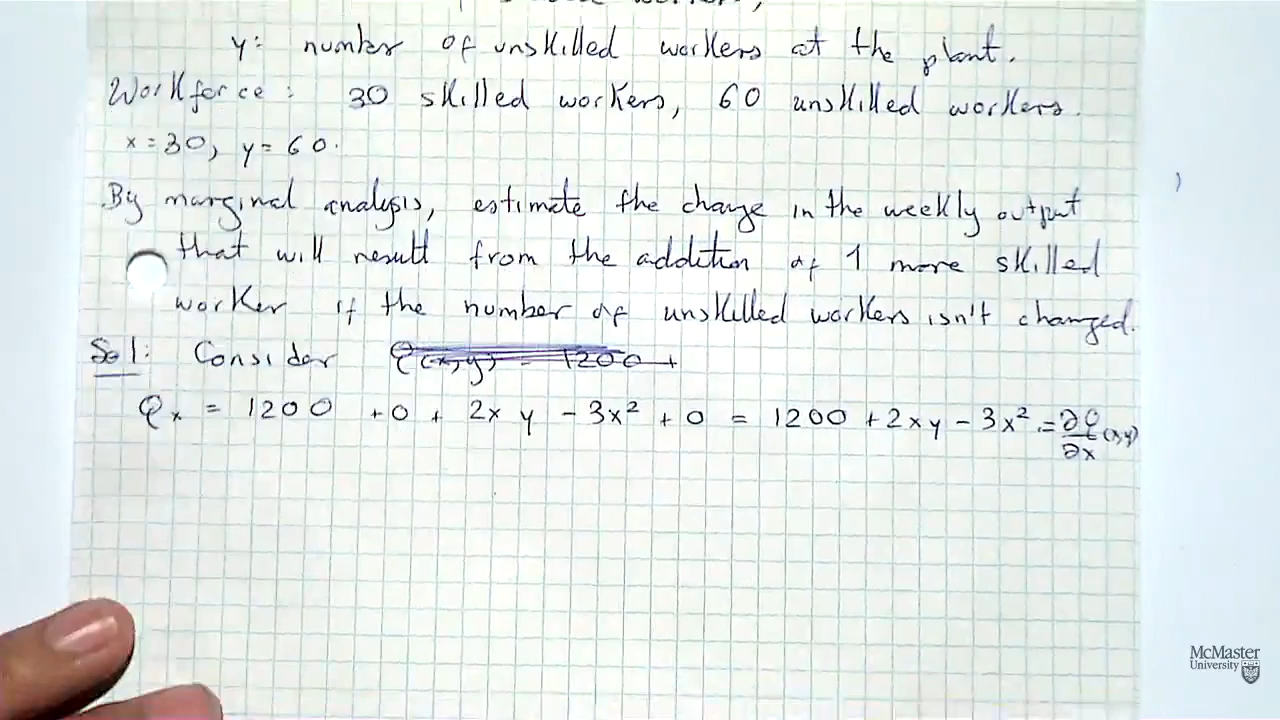 y: number of unskilled workers at the plant.
Workforce: 30 skilled workers, 60 unskilled workers.
x = 30, y = 60.
By marginal analysis, estimate the change in the weekly output
that will result from the addition of 1 more skilled
worker if the number of unskilled workers isn't changed.
Sol: Consider Q(x,y) = 1200 +
Qx = 1200 + 0 + 2xy - 3x² + 0 = 1200 + 2xy - 3x². = ∂Q/∂x (x,y)
McMaster
University